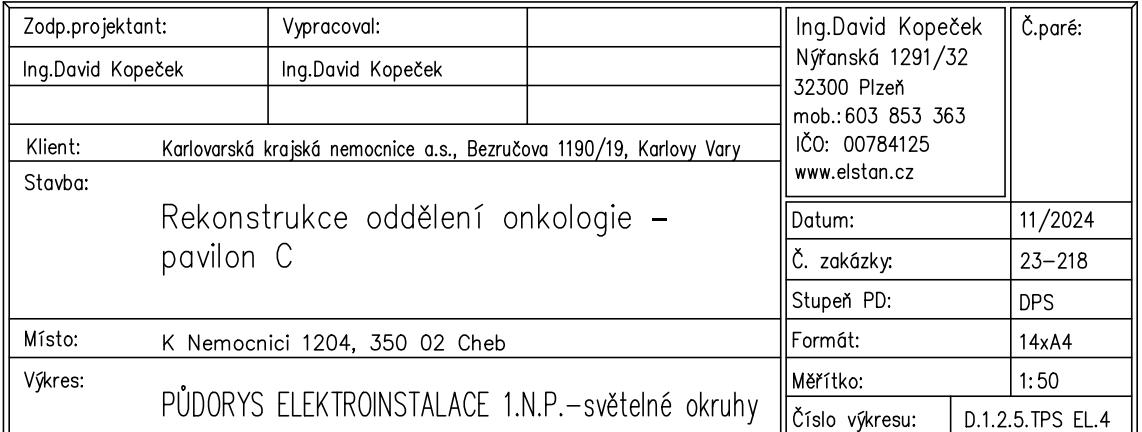 Zodp.projektant: Vypracoval:
Ing.David Kopeček Ing.David Kopeček
Klient: Karlovarská krajská nemocnice a.s., Bezručova 1190/19, Karlovy Vary
Stavba:
Rekonstrukce oddělení onkologie –
pavilon C
Místo: K Nemocnici 1204, 350 02 Cheb
Výkres: PŮDORYS ELEKTROINSTALACE 1.N.P.–světelné okruhy
Ing.David Kopeček
Nýřanská 1291/32
32300 Plzeň
mob.: 603 853 363
IČO: 00784125
www.elstan.cz
Č.paré:
Datum: 11/2024
Č. zakázky: 23–218
Stupeň PD: DPS
Formát: 14xA4
Měřítko: 1:50
Číslo výkresu: D.1.2.5.TPS EL.4